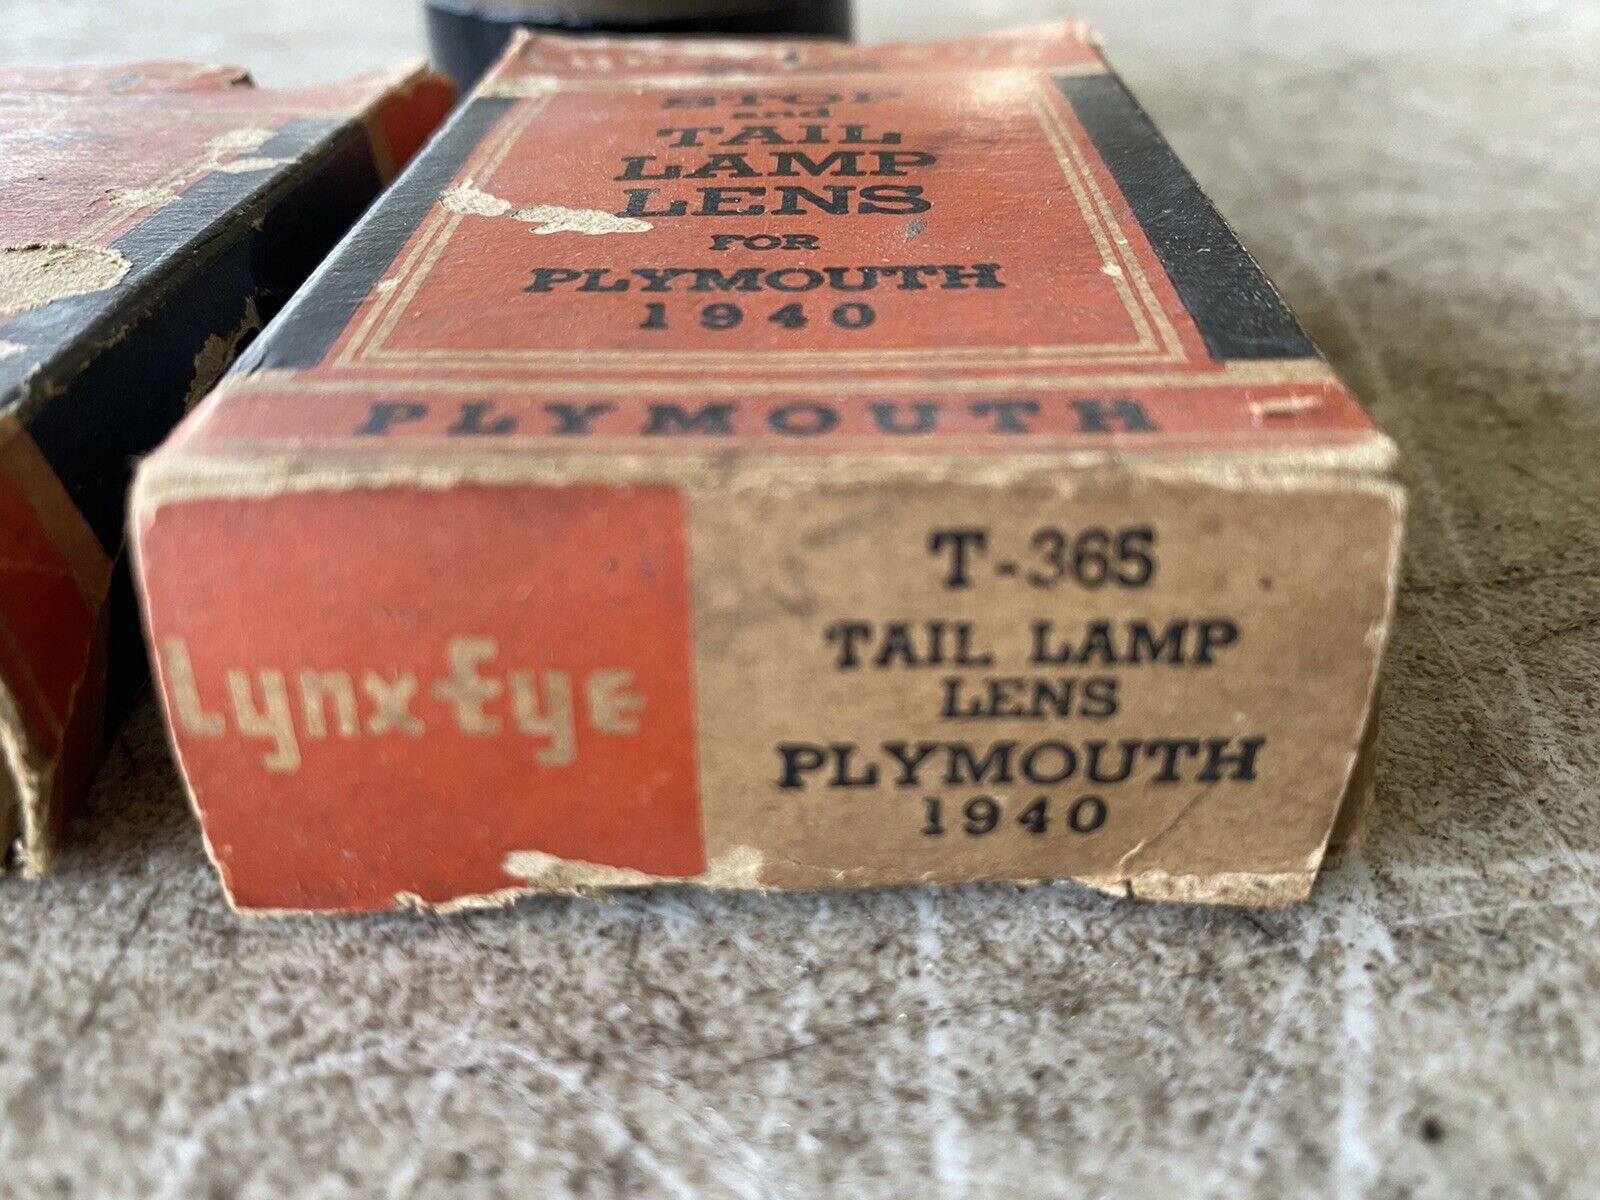 STOP
and
TAIL
LAMP
LENS
FOR
PLYMOUTH
1940
PLYMOUTH
LynxEye
T-365
TAIL LAMP
LENS
PLYMOUTH
1940